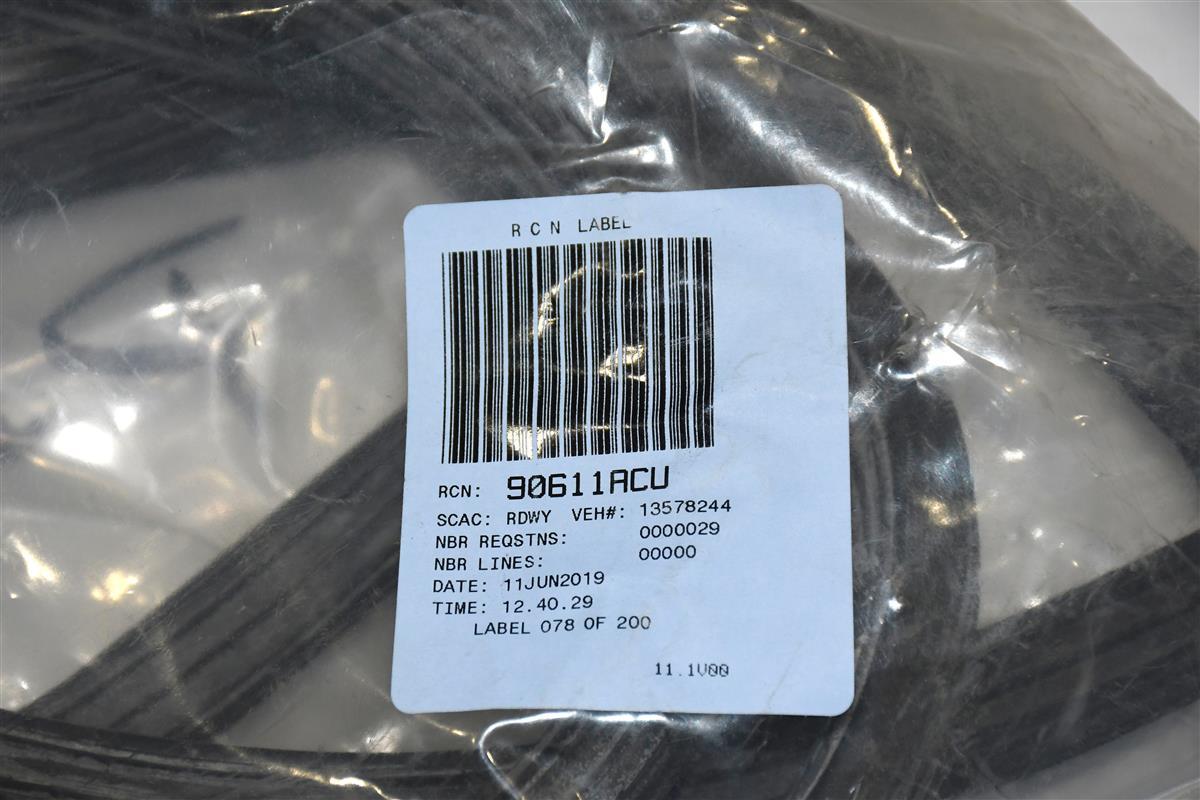 R C N LABEL
RCN: 90611ACU
SCAC: RDWY VEH#: 13578244
NBR REQSTNS: 0000029
NBR LINES: 00000
DATE: 11JUN2019
TIME: 12.40.29
LABEL 078 OF 200
11.1V00